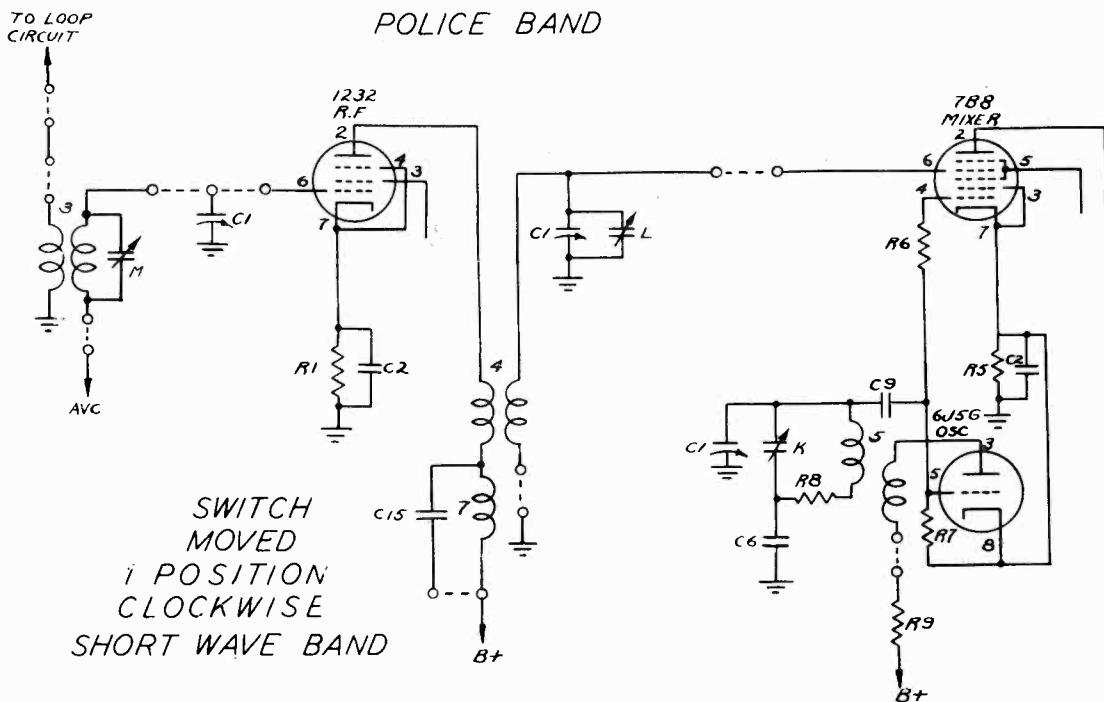 TO LOOP
CIRCUIT
POLICE BAND
1232
R.F
2
4
3
6
7
7B8
MIXER
2
5
6
4
3
7
3
M
C1
AVC
R1
C2
4
C1
L
R6
R5
C2
C9
6J5G
OSC
3
5
8
C1
K
5
R8
R7
C6
C15
7
B+
R9
B+
SWITCH
MOVED
1 POSITION
CLOCKWISE
SHORT WAVE BAND